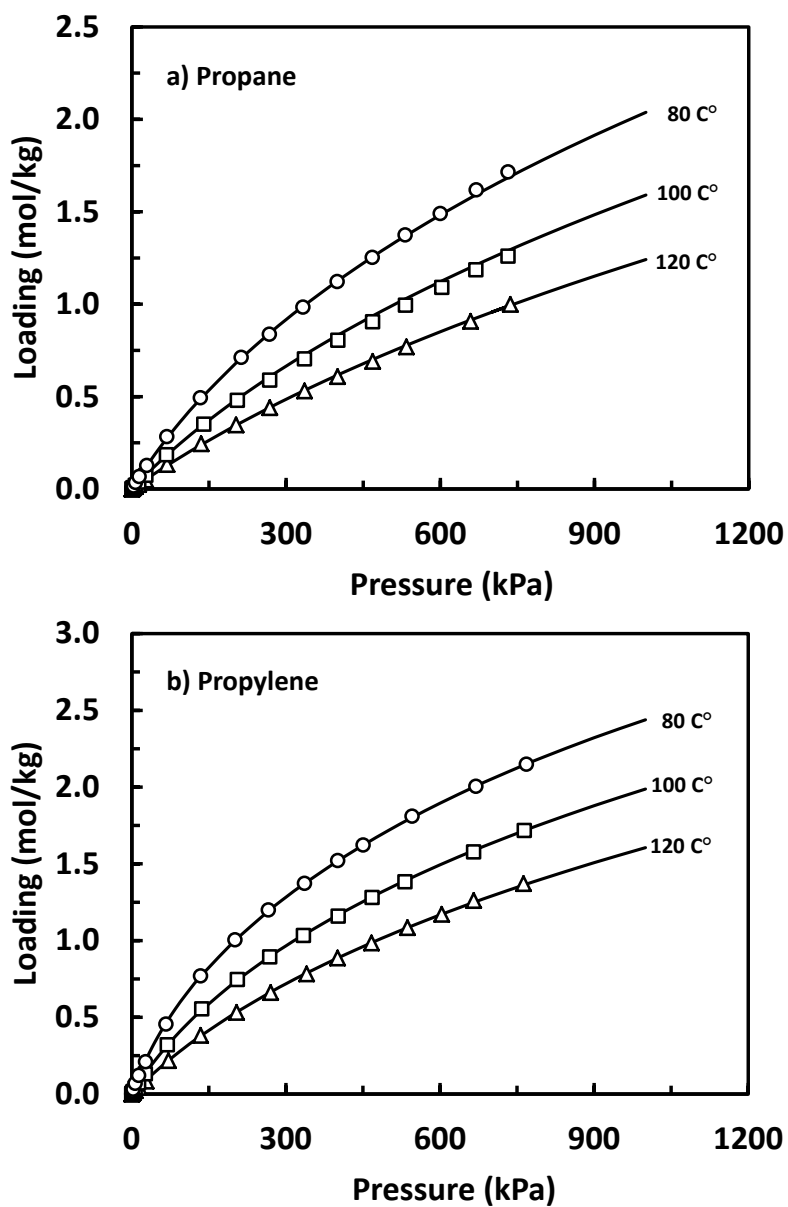 2.5
a) Propane
2.0
80 C°
100 C°
1.5
120 C°
1.0
0.5
0.0
Loading (mol/kg)
0 300 600 900 1200
Pressure (kPa)
3.0
b) Propylene
2.5
80 C°
2.0
100 C°
120 C°
1.5
1.0
0.5
0.0
Loading (mol/kg)
0 300 600 900 1200
Pressure (kPa)